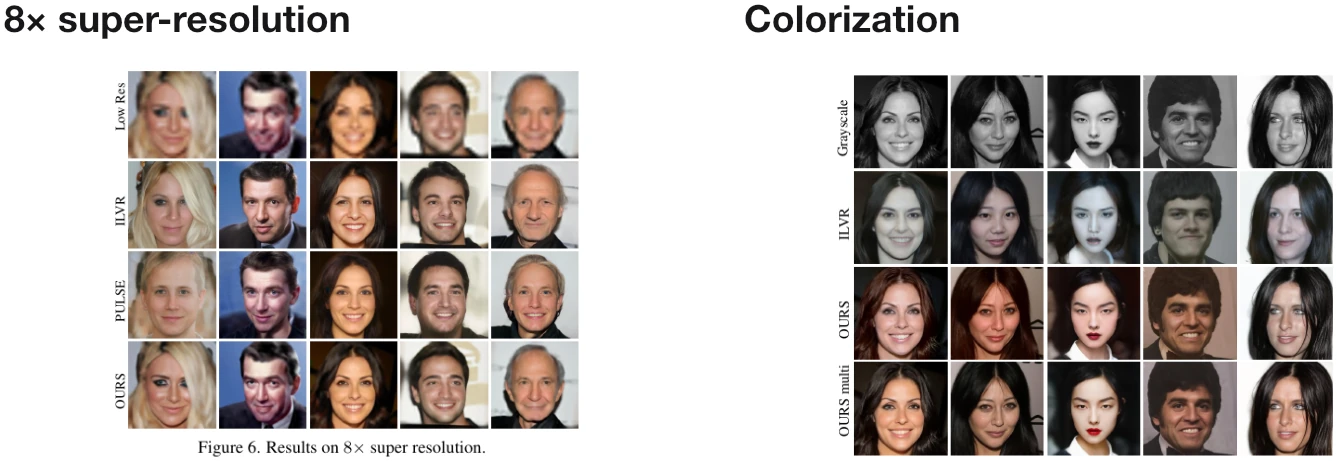 8× super-resolution
Low Res
ILVR
PULSE
OURS
Figure 6. Results on 8× super resolution.
Colorization
Grayscale
ILVR
OURS
OURS multi